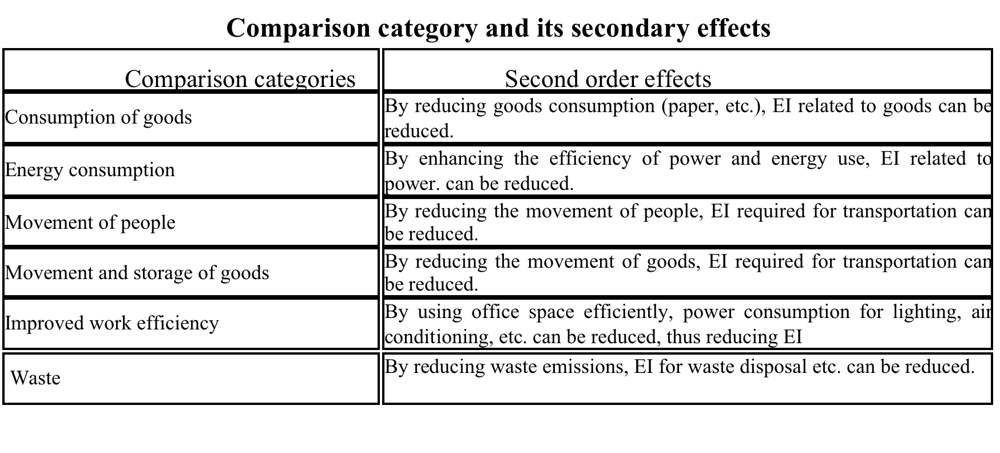 Comparison category and its secondary effects
Comparison categories
Second order effects
Consumption of goods
By reducing goods consumption (paper, etc.), EI related to goods can be
reduced.
Energy consumption
By enhancing the efficiency of power and energy use, EI related to
power. can be reduced.
Movement of people
By reducing the movement of people, EI required for transportation can
be reduced.
Movement and storage of goods
By reducing the movement of goods, EI required for transportation can
be reduced.
Improved work efficiency
By using office space efficiently, power consumption for lighting, air
conditioning, etc. can be reduced, thus reducing EI
Waste
By reducing waste emissions, EI for waste disposal etc. can be reduced.